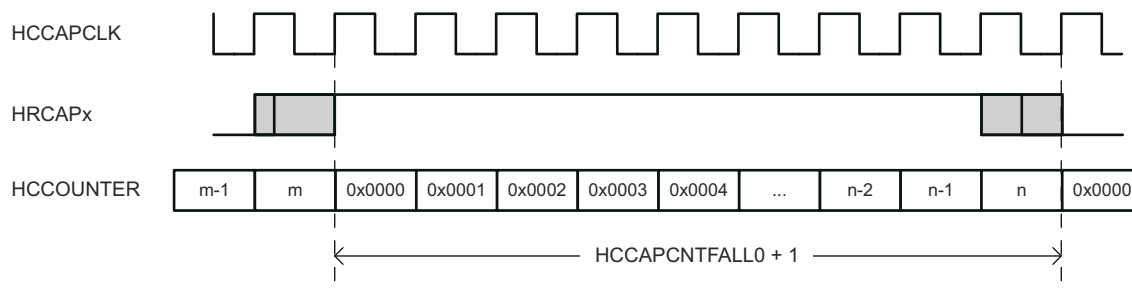 HCCAPCLK
HRCAPx
HCCOUNTER m-1 m 0x0000 0x0001 0x0002 0x0003 0x0004 ... n-2 n-1 n 0x0000
HCCAPCNTFALL0 + 1